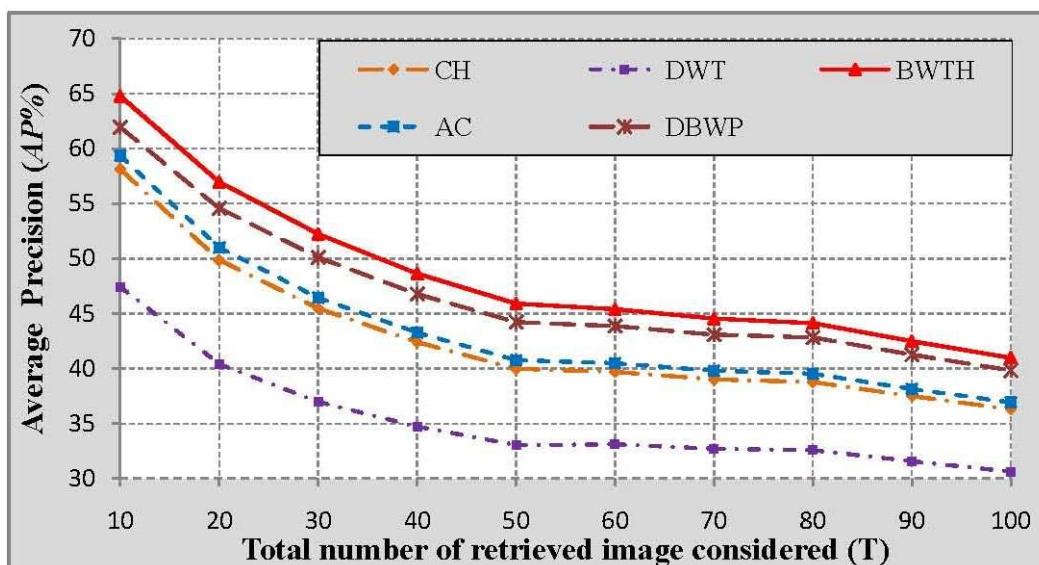 Average Precision (AP%)
70
65
60
55
50
45
40
35
30
CH DWT BWTH
AC DBWP
10 20 30 40 50 60 70 80 90 100
Total number of retrieved image considered (T)